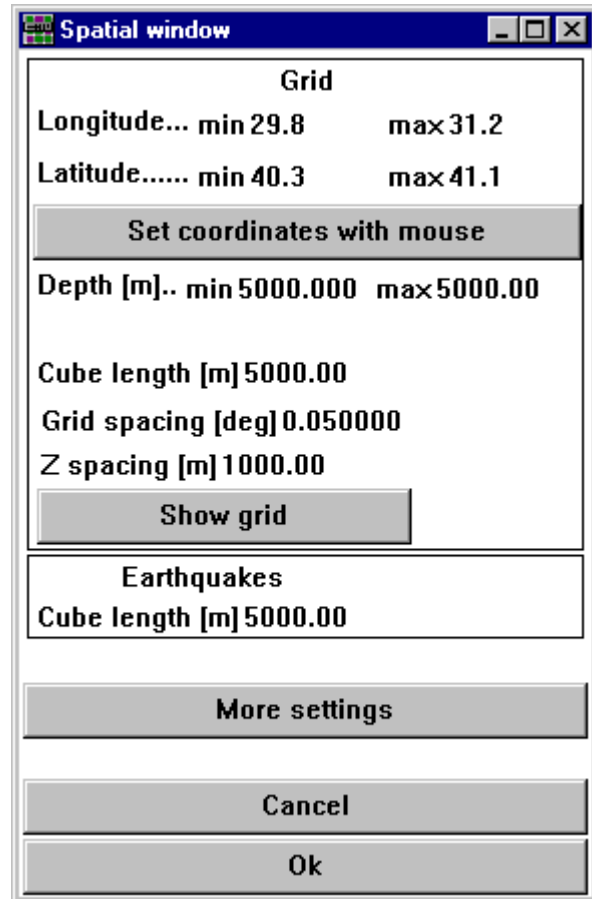 Spatial window
Grid
Longitude... min 29.8 max 31.2
Latitude...... min 40.3 max 41.1
Set coordinates with mouse
Depth [m].. min 5000.000 max 5000.00
Cube length [m] 5000.00
Grid spacing [deg] 0.050000
Z spacing [m] 1000.00
Show grid
Earthquakes
Cube length [m] 5000.00
More settings
Cancel
Ok